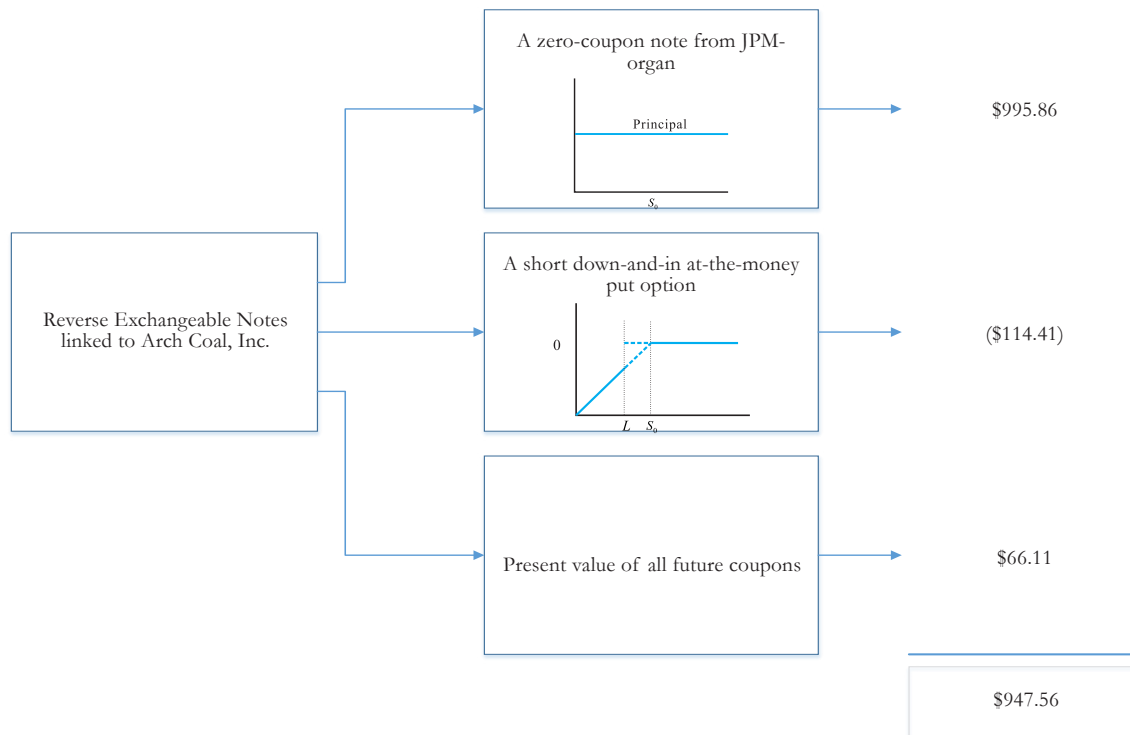 A zero-coupon note from JPM-
organ
Principal
S₀
$995.86
Reverse Exchangeable Notes
linked to Arch Coal, Inc.
A short down-and-in at-the-money
put option
0
L S₀
($114.41)
Present value of all future coupons
$66.11
$947.56